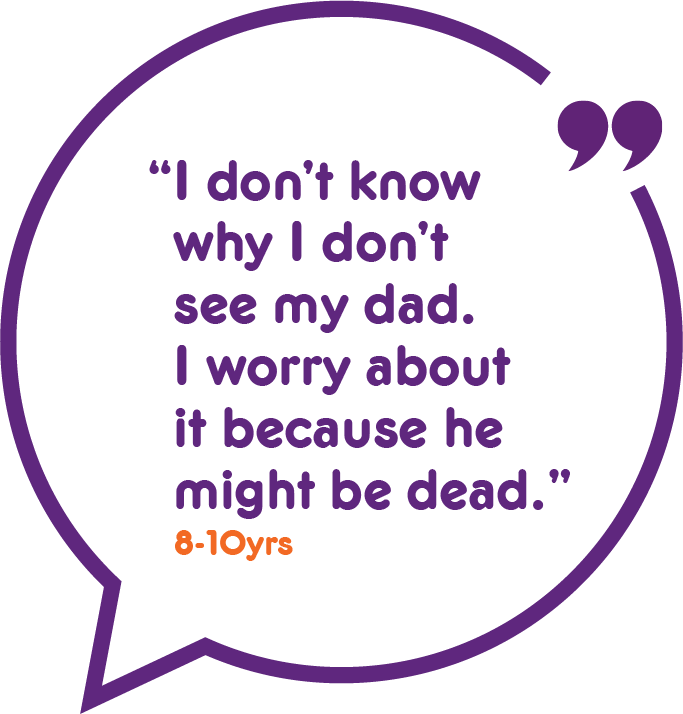 “I don’t know
why I don’t
see my dad.
I worry about
it because he
might be dead.”
8-10yrs